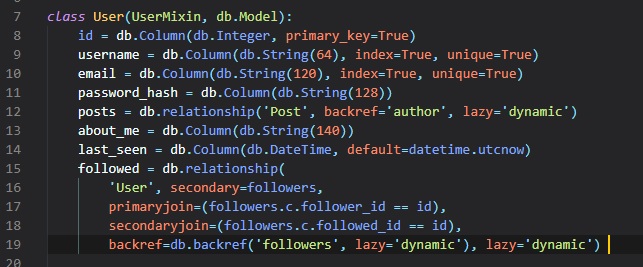 7 class User(UserMixin, db.Model):
8 id = db.Column(db.Integer, primary_key=True)
9 username = db.Column(db.String(64), index=True, unique=True)
10 email = db.Column(db.String(120), index=True, unique=True)
11 password_hash = db.Column(db.String(128))
12 posts = db.relationship('Post', backref='author', lazy='dynamic')
13 about_me = db.Column(db.String(140))
14 last_seen = db.Column(db.DateTime, default=datetime.utcnow)
15 followed = db.relationship(
16 'User', secondary=followers,
17 primaryjoin=(followers.c.follower_id == id),
18 secondaryjoin=(followers.c.followed_id == id),
19 backref=db.backref('followers', lazy='dynamic'), lazy='dynamic')
20